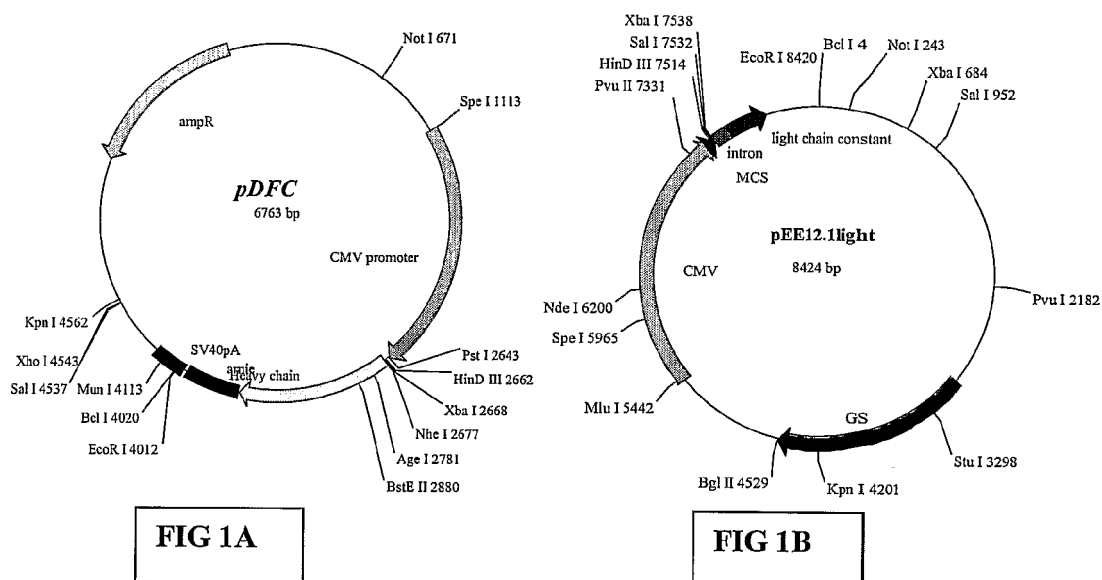 Not I 671
Spe I 1113
ampR
pDFC
6763 bp
CMV promoter
Kpn I 4562
Xho I 4543
Sal I 4537
SV40pA
Heavy chain
Mun I 4113
Bcl I 4020
EcoR I 4012
Pst I 2643
HinD III 2662
Xba I 2668
Nhe I 2677
Age I 2781
BstE II 2880
FIG 1A
Xba I 7538
Sal I 7532
HinD III 7514
Pvu II 7331
EcoR I 8420
Bcl I 4
Not I 243
Xba I 684
Sal I 952
light chain constant
intron
MCS
pEE12.1light
8424 bp
CMV
Pvu I 2182
Nde I 6200
Spe I 5965
Mlu I 5442
GS
Stu I 3298
Bgl II 4529
Kpn I 4201
FIG 1B